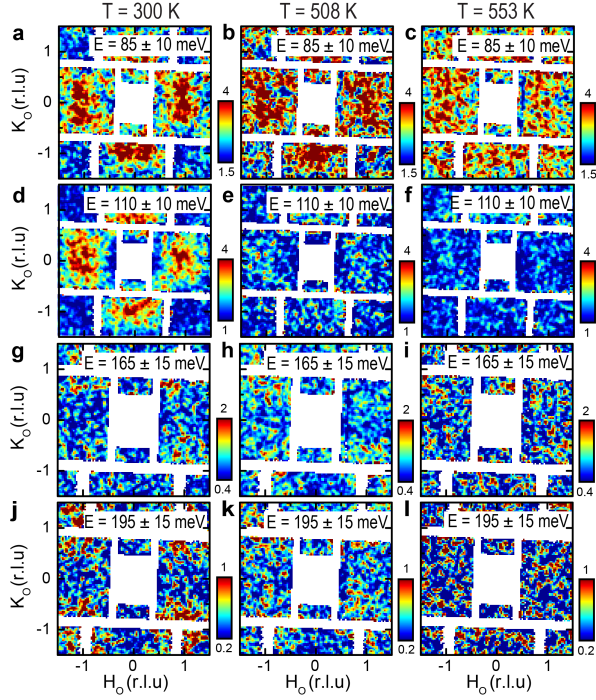 T = 300 K T = 508 K T = 553 K
a b c
E = 85 ± 10 meV E = 85 ± 10 meV E = 85 ± 10 meV
1
0
-1
K_O(r.l.u)
4 4 4
1.5 1.5 1.5
d e f
E = 110 ± 10 meV E = 110 ± 10 meV E = 110 ± 10 meV
1
0
-1
K_O(r.l.u)
4 4 4
1 1 1
g h i
E = 165 ± 15 meV E = 165 ± 15 meV E = 165 ± 15 meV
1
0
-1
K_O(r.l.u)
2 2 2
0.4 0.4 0.4
j k l
E = 195 ± 15 meV E = 195 ± 15 meV E = 195 ± 15 meV
1
0
-1
K_O(r.l.u)
1 1 1
0.2 0.2 0.2
-1 0 1 -1 0 1 -1 0 1
H_O(r.l.u) H_O(r.l.u) H_O(r.l.u)